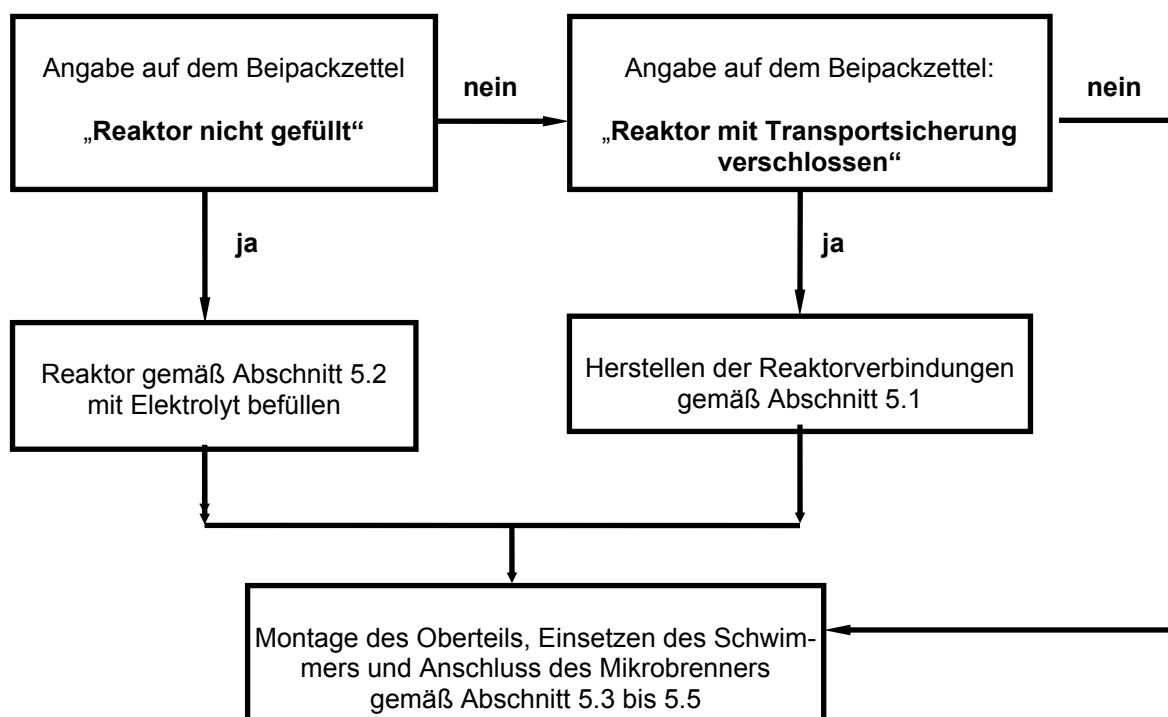 Angabe auf dem Beipackzettel
„Reaktor nicht gefüllt“
nein
Angabe auf dem Beipackzettel:
„Reaktor mit Transportsicherung
verschlossen“
nein
ja
ja
Reaktor gemäß Abschnitt 5.2
mit Elektrolyt befüllen
Herstellen der Reaktorverbindungen
gemäß Abschnitt 5.1
Montage des Oberteils, Einsetzen des Schwim-
mers und Anschluss des Mikrobrenners
gemäß Abschnitt 5.3 bis 5.5